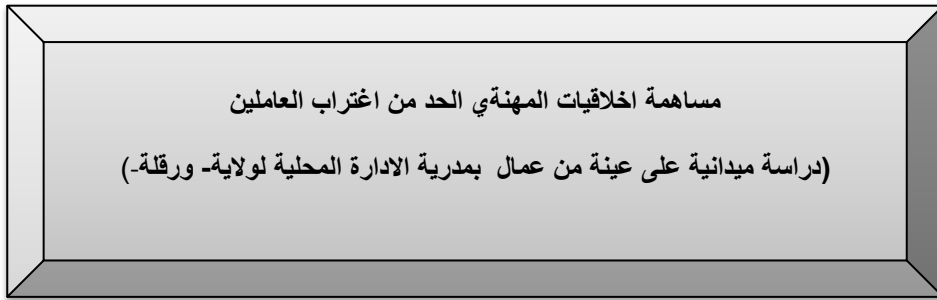 مساهمة اخلاقيات المهنةي الحد من اغتراب العاملين
(دراسة ميدانية على عينة من عمال بمدرية الادارة المحلية لولاية- ورقلة-)